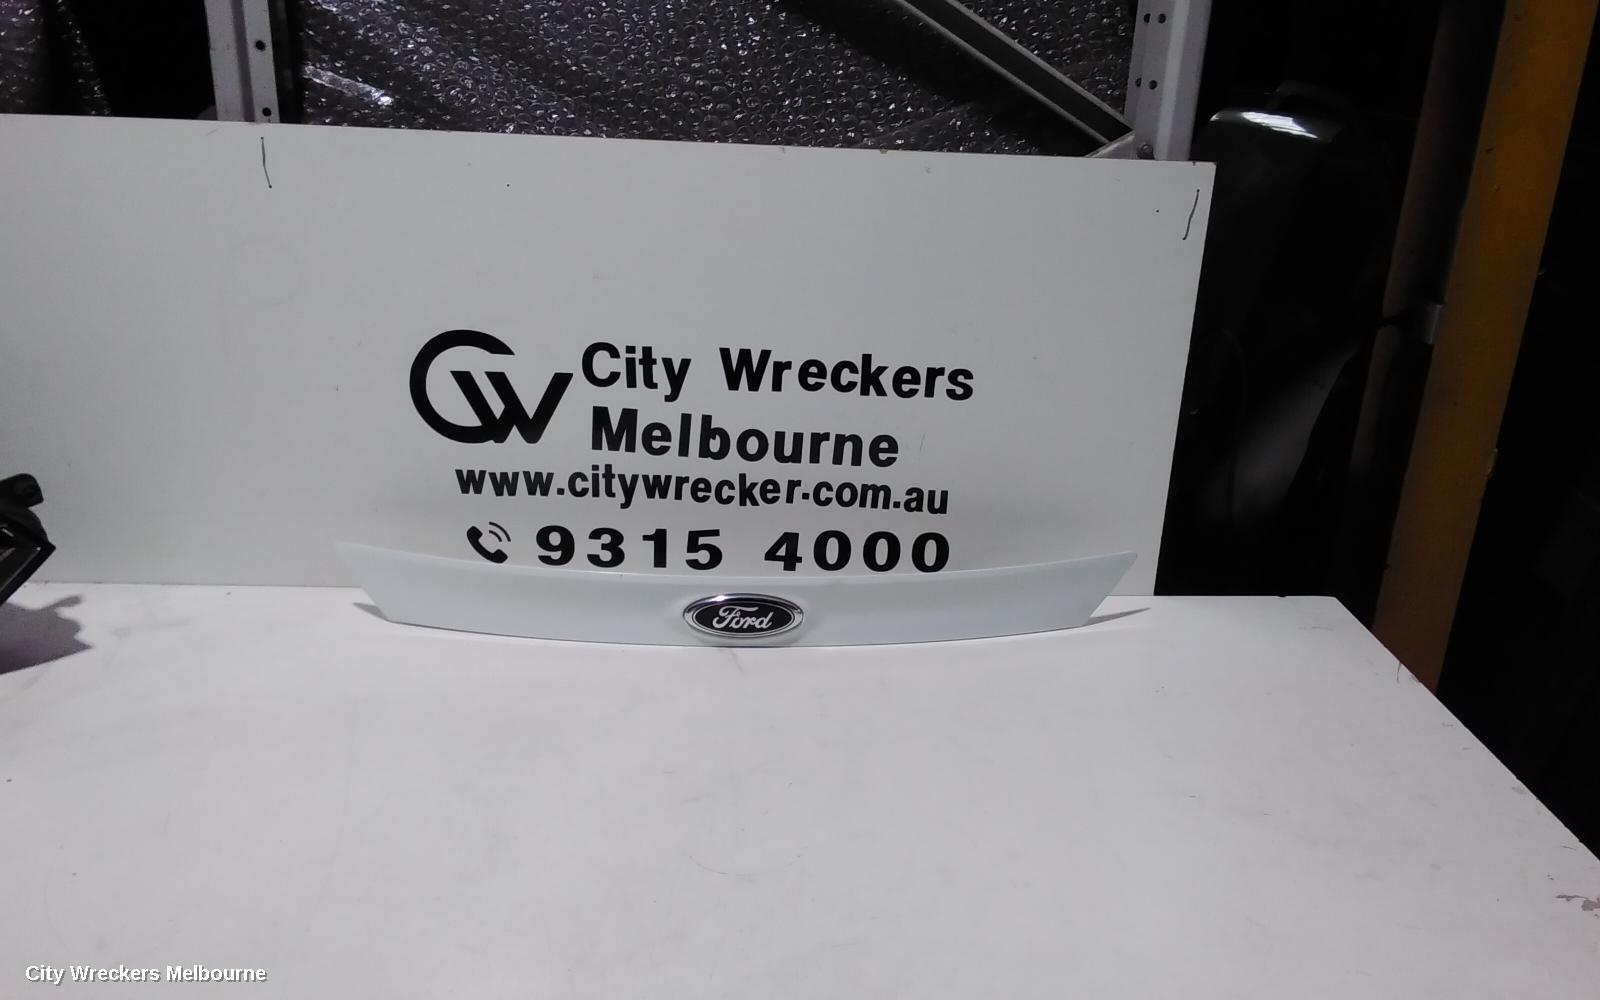 CW
City Wreckers
Melbourne
www.citywrecker.com.au
9315 4000
Ford
City Wreckers Melbourne